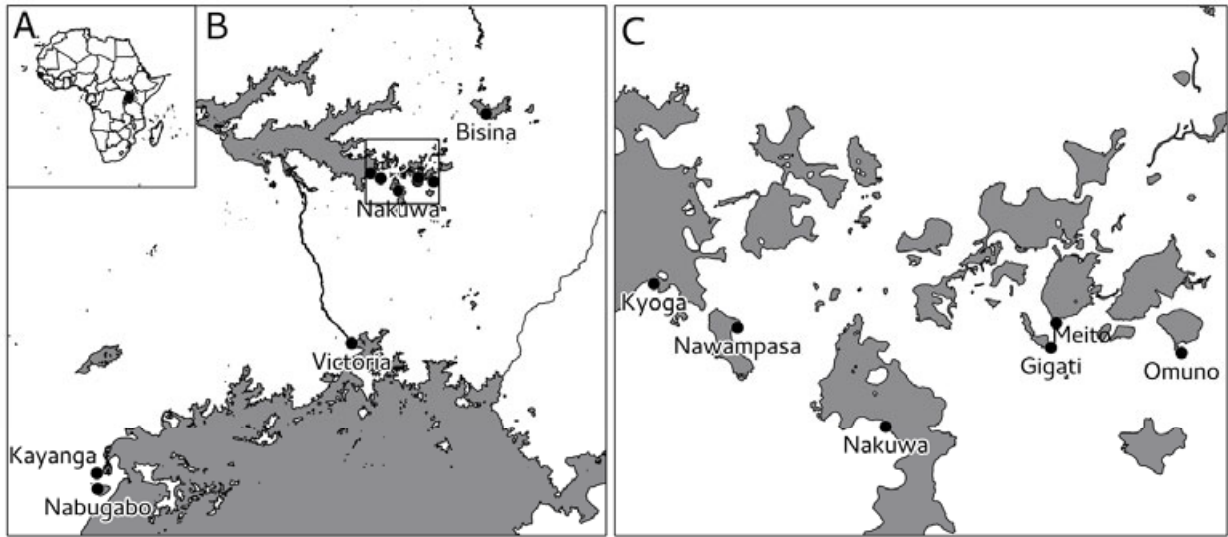 A
B
C
Bisina
Nakuwa
Victoria
Kayanga
Nabugabo
Kyoga
Nawampasa
Meito
Gigati
Omuno
Nakuwa